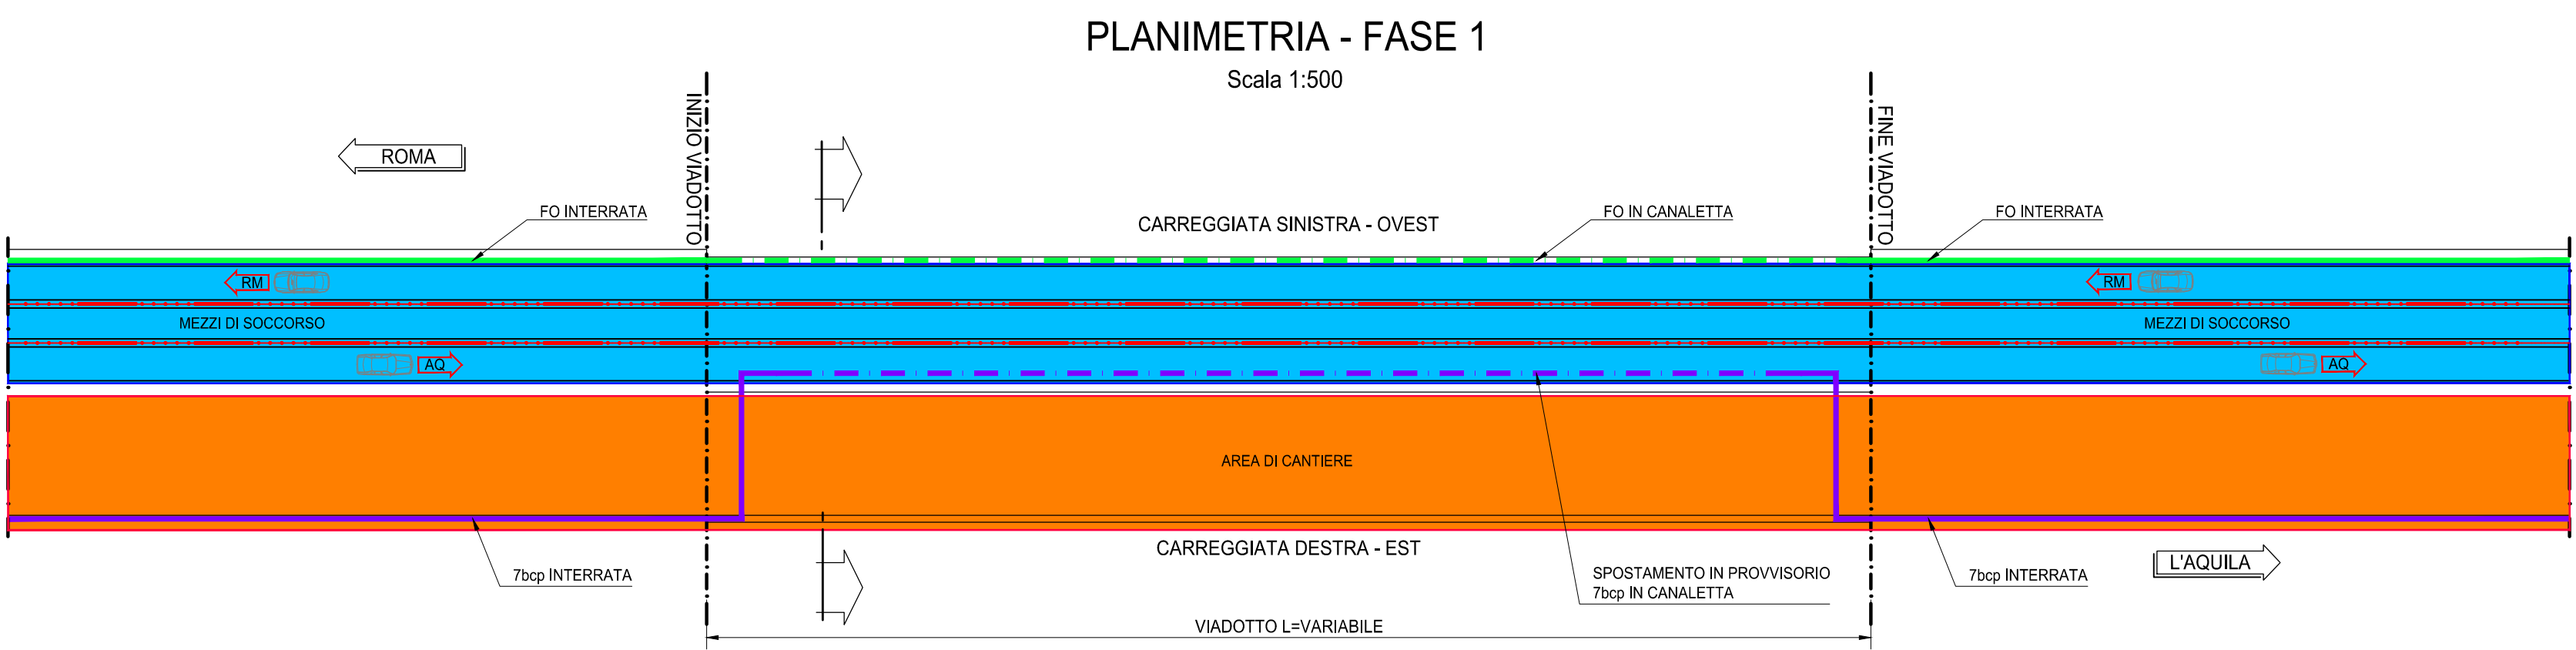 PLANIMETRIA - FASE 1
Scala 1:500
INIZIO VIADOTTO
FINE VIADOTTO
ROMA
FO INTERRATA
CARREGGIATA SINISTRA - OVEST
FO IN CANALETTA
FO INTERRATA
RM
RM
MEZZI DI SOCCORSO
MEZZI DI SOCCORSO
AQ
AQ
AREA DI CANTIERE
CARREGGIATA DESTRA - EST
7bcp INTERRATA
SPOSTAMENTO IN PROVVISORIO
7bcp IN CANALETTA
7bcp INTERRATA
L'AQUILA
VIADOTTO L=VARIABILE